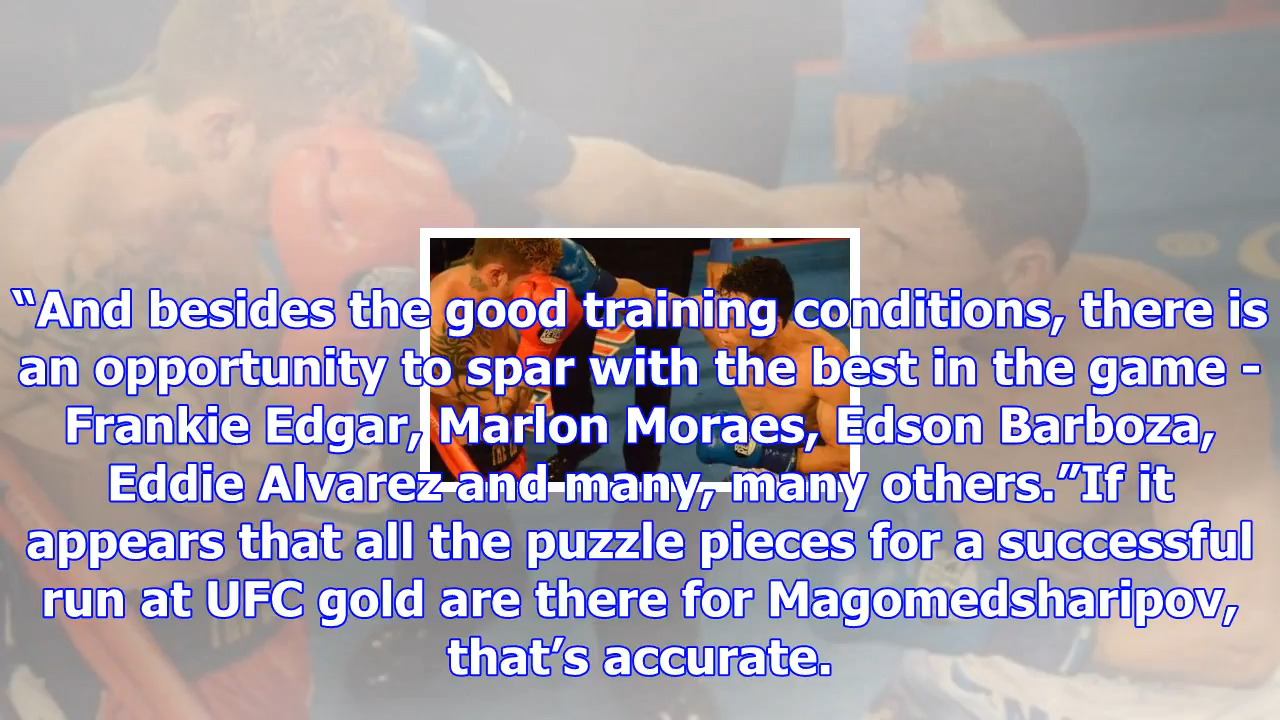 “And besides the good training conditions, there is
an opportunity to spar with the best in the game -
Frankie Edgar, Marlon Moraes, Edson Barboza,
Eddie Alvarez and many, many others.”If it
appears that all the puzzle pieces for a successful
run at UFC gold are there for Magomedsharipov,
that’s accurate.